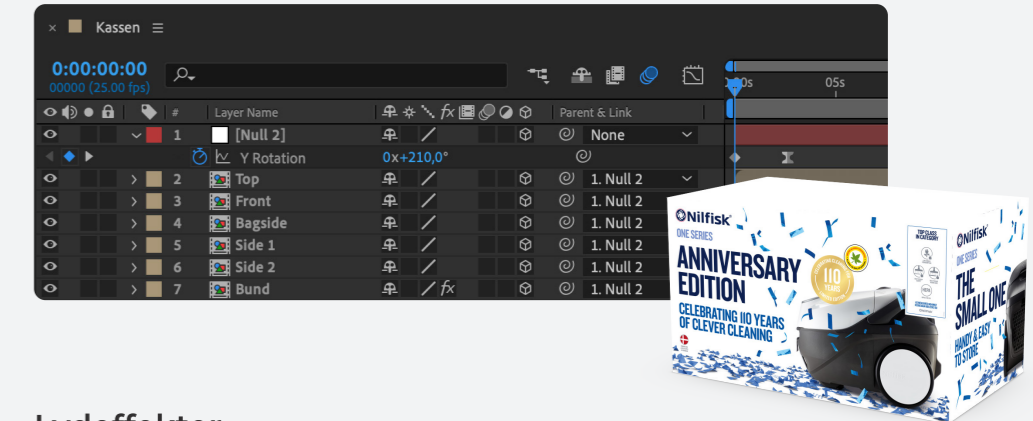 × Kassen
0:00:00:00
00000 (25.00 fps)
05s
# Layer Name Parent & Link
1 [Null 2] None
Y Rotation 0x+210,0°
2 Top 1. Null 2
3 Front 1. Null 2
4 Bagside 1. Null 2
5 Side 1 1. Null 2
6 Side 2 1. Null 2
7 Bund fx 1. Null 2
Nilfisk
ONE SERIES
ANNIVERSARY
EDITION
CELEBRATING 110 YEARS
OF CLEVER CLEANING
110
YEARS
TOP CLASS
IN CATEGORY
Nilfisk
ONE SERIES
THE
SMALL ONE
HANDY & EASY
TO STORE